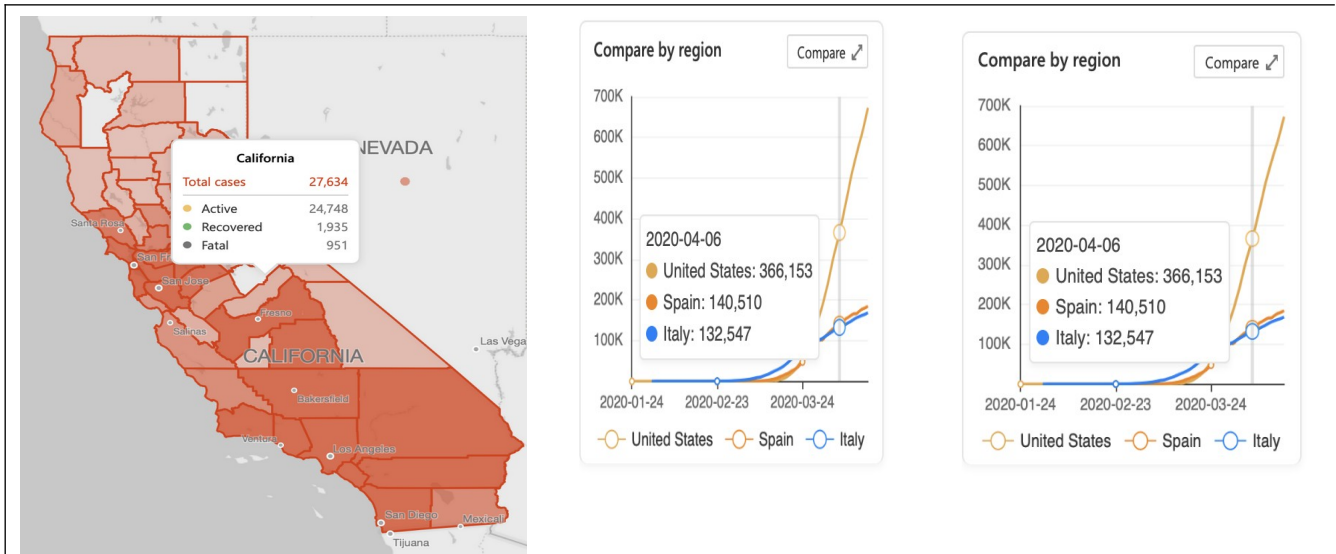 NEVADA
California
Total cases 27,634
Active 24,748
Recovered 1,935
Fatal 951
Santa Rosa
San Fr
San Jose
Fresno
Salinas
Las Vega
CALIFORNIA
Bakersfield
Ventura
Los Angeles
San Diego
Mexicali
Tijuana
Compare by region
Compare
700K
600K
500K
400K
300K
200K
100K
2020-04-06
United States: 366,153
Spain: 140,510
Italy: 132,547
2020-01-24 2020-02-23 2020-03-24
United States Spain Italy
Compare by region
Compare
700K
600K
500K
400K
300K
200K
100K
2020-04-06
United States: 366,153
Spain: 140,510
Italy: 132,547
2020-01-24 2020-02-23 2020-03-24
United States Spain Italy